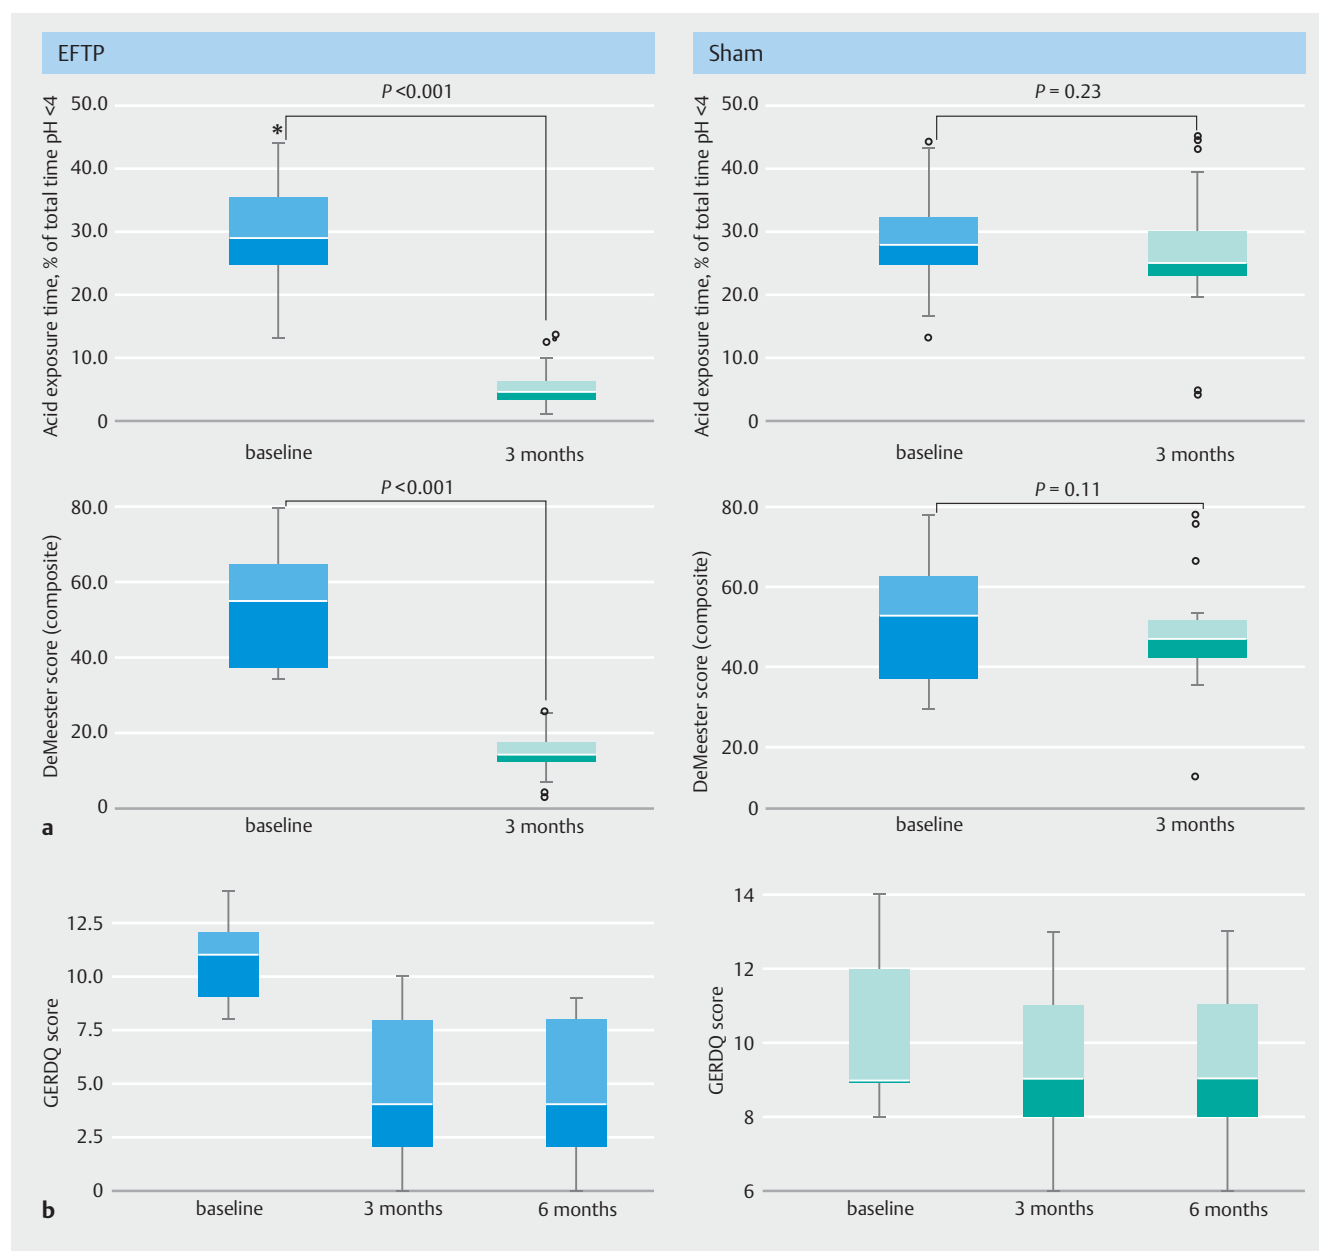 EFTP
Acid exposure time, % of total time pH <4
50.0
40.0
30.0
20.0
10.0
0
P <0.001
*
baseline
3 months
Sham
Acid exposure time, % of total time pH <4
50.0
40.0
30.0
20.0
10.0
0
P = 0.23
baseline
3 months
DeMeester score (composite)
80.0
60.0
40.0
20.0
0
P <0.001
baseline
3 months
a
DeMeester score (composite)
80.0
60.0
40.0
20.0
0
P = 0.11
baseline
3 months
GERDQ score
12.5
10.0
7.5
5.0
2.5
0
baseline
3 months
6 months
b
GERDQ score
14
12
10
8
6
baseline
3 months
6 months